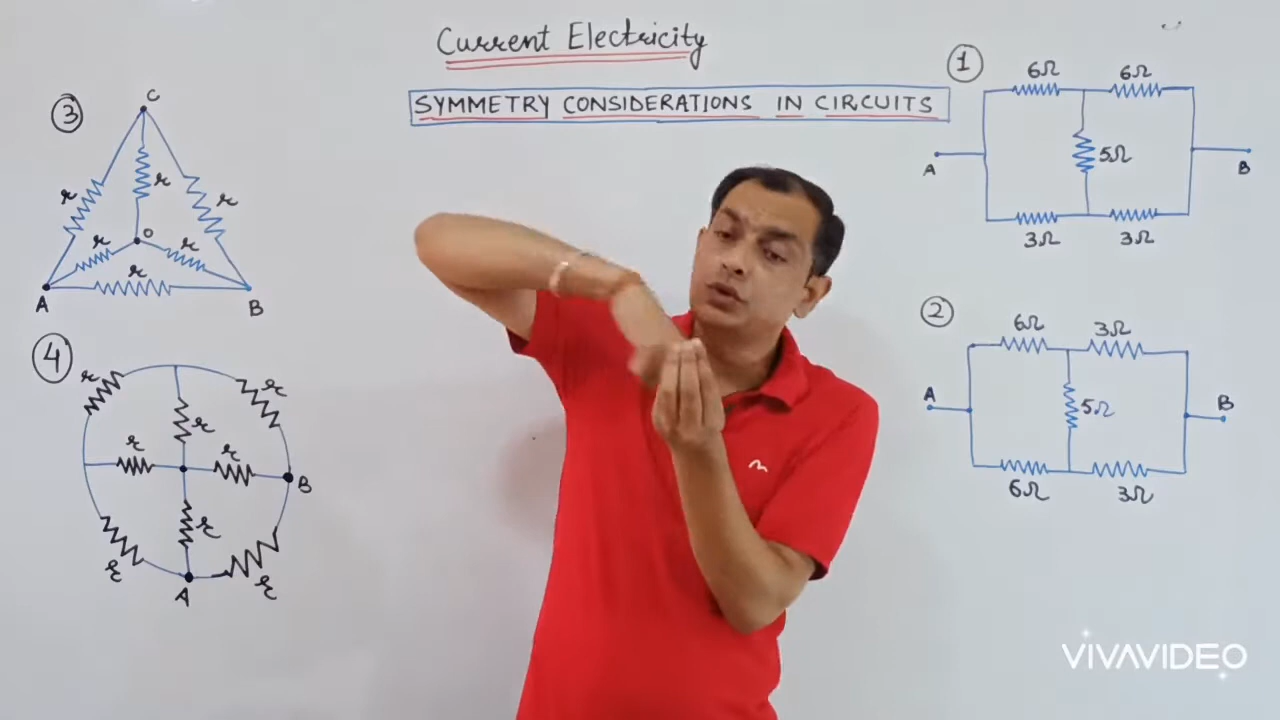 Current Electricity
SYMMETRY CONSIDERATIONS IN CIRCUITS
3
C
r
r
r
O
r
r
r
A
B
4
r
r
r
r
r
B
r
r
r
A
1
6Ω
6Ω
5Ω
A
B
3Ω
3Ω
2
6Ω
3Ω
A
5Ω
B
6Ω
3Ω
VIVAVIDEO